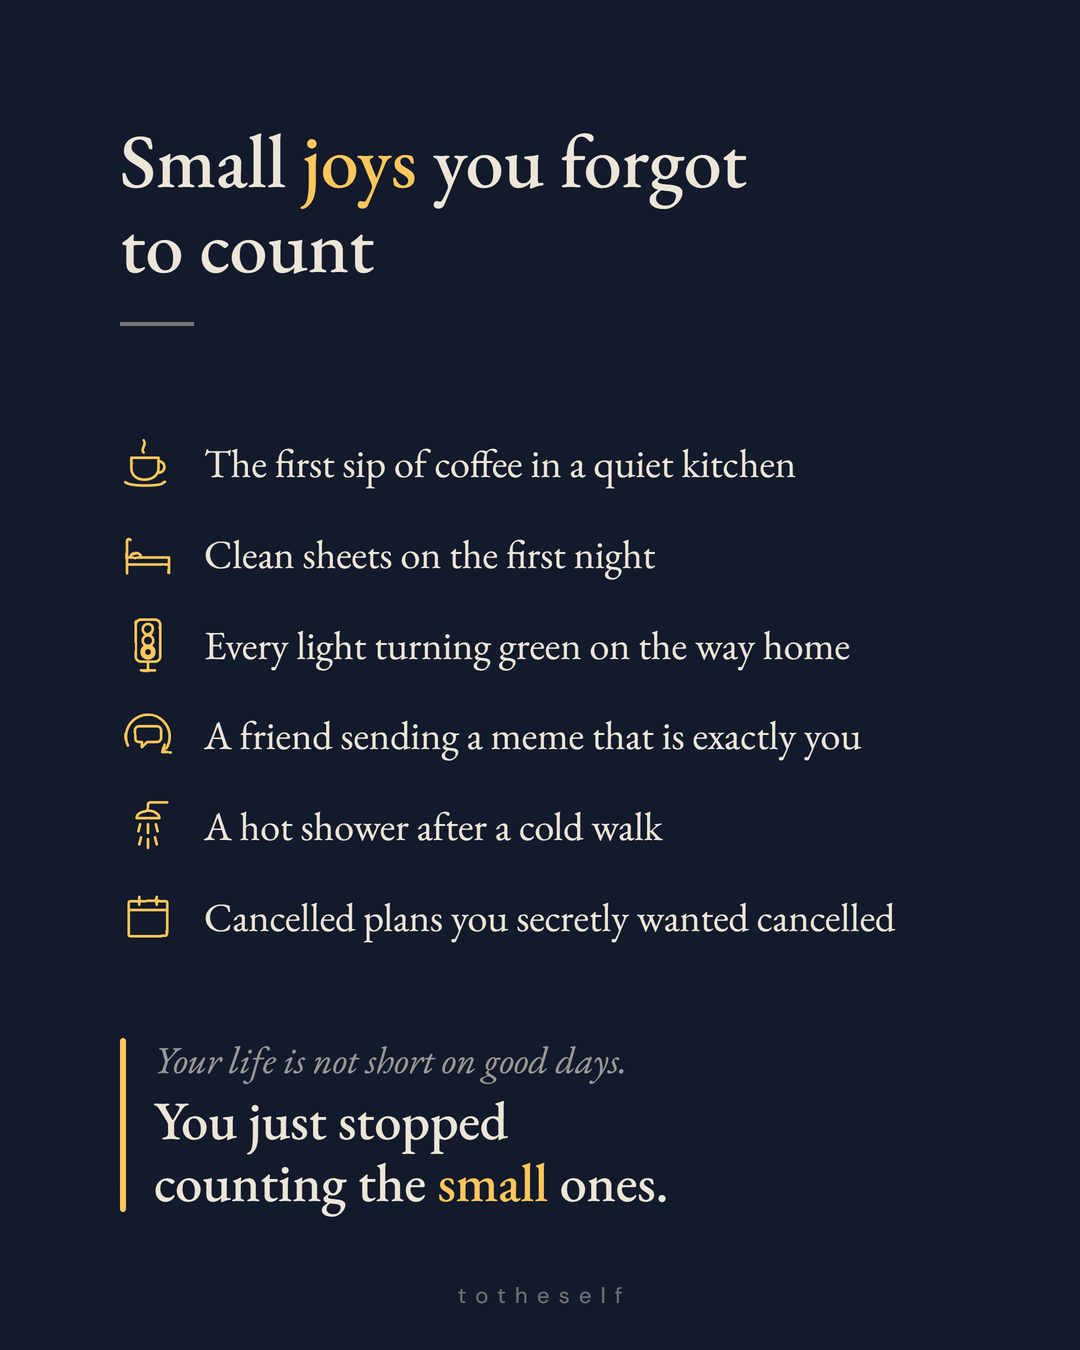 Small joys you forgot
to count
The first sip of coffee in a quiet kitchen
Clean sheets on the first night
Every light turning green on the way home
A friend sending a meme that is exactly you
A hot shower after a cold walk
Cancelled plans you secretly wanted cancelled
Your life is not short on good days.
You just stopped
counting the small ones.
totheself